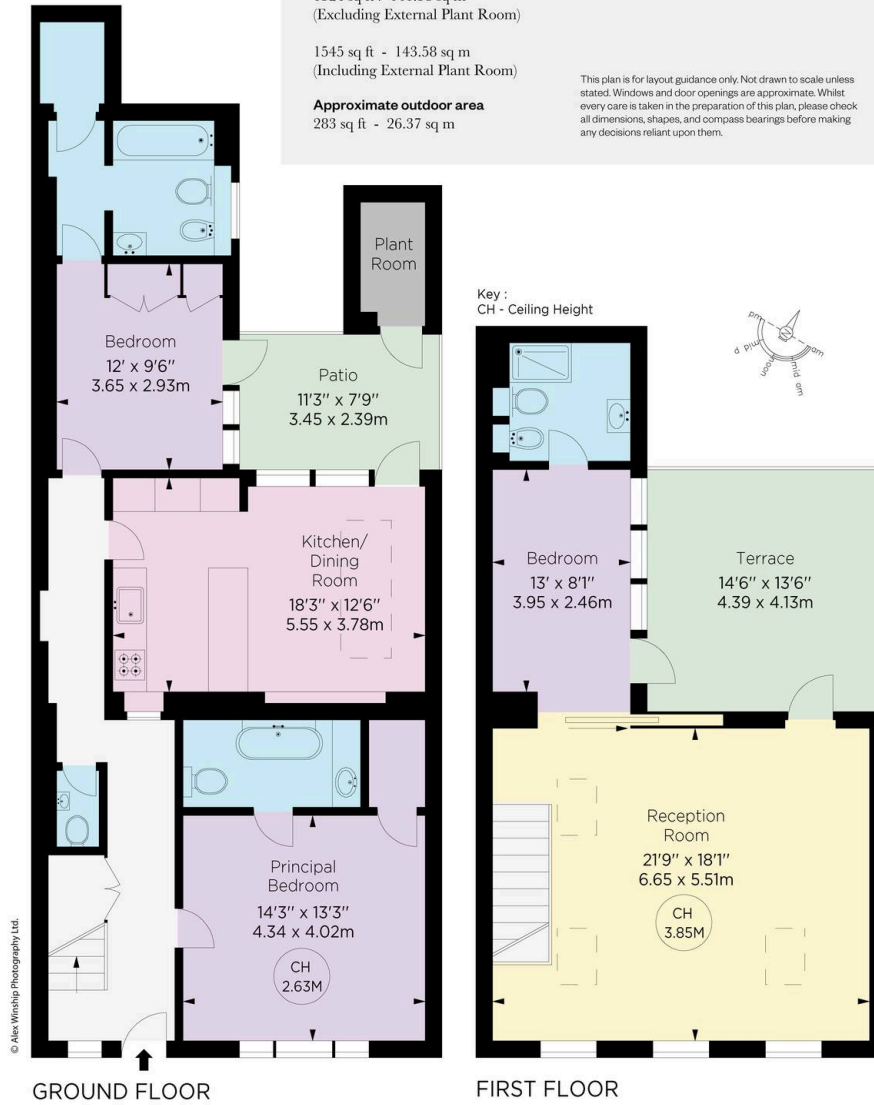 (Excluding External Plant Room)
1545 sq ft - 143.58 sq m
(Including External Plant Room)
Approximate outdoor area
283 sq ft - 26.37 sq m
This plan is for layout guidance only. Not drawn to scale unless
stated. Windows and door openings are approximate. Whilst
every care is taken in the preparation of this plan, please check
all dimensions, shapes, and compass bearings before making
any decisions reliant upon them.
Plant
Room
Key :
CH - Ceiling Height
N
pm
mid p
noon
mid am
am
Bedroom
12' x 9'6''
3.65 x 2.93m
Patio
11'3'' x 7'9''
3.45 x 2.39m
Kitchen/
Dining
Room
18'3'' x 12'6''
5.55 x 3.78m
Principal
Bedroom
14'3'' x 13'3''
4.34 x 4.02m
CH
2.63M
Bedroom
13' x 8'1''
3.95 x 2.46m
Terrace
14'6'' x 13'6''
4.39 x 4.13m
Reception
Room
21'9'' x 18'1''
6.65 x 5.51m
CH
3.85M
© Alex Winship Photography Ltd.
GROUND FLOOR
FIRST FLOOR